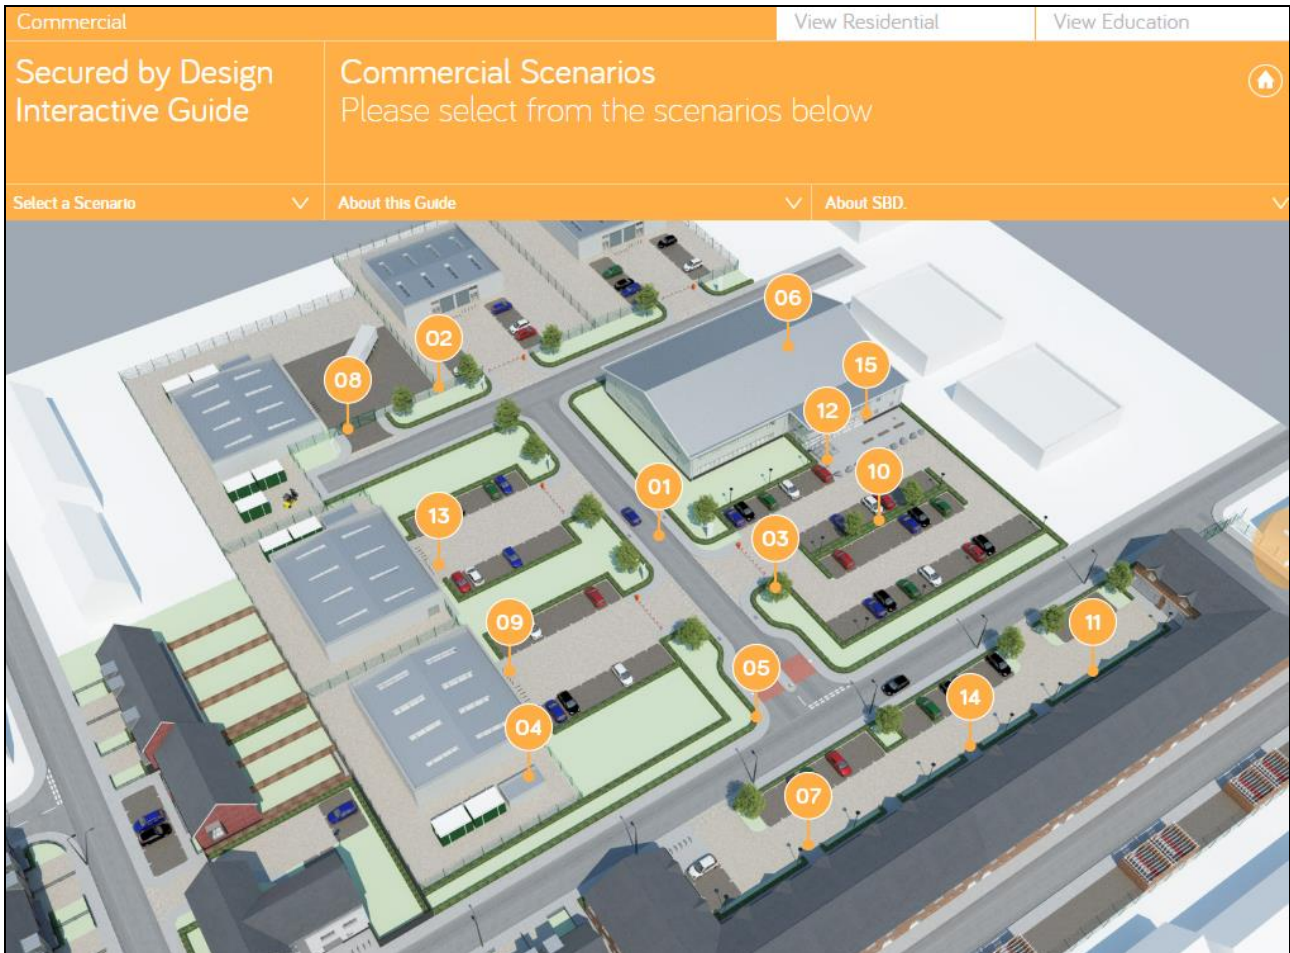 Commercial
View Residential
View Education
Secured by Design
Interactive Guide
Commercial Scenarios
Please select from the scenarios below
Select a Scenario
About this Guide
About SBD.
06
02
15
08
12
10
01
13
03
09
11
05
14
04
07